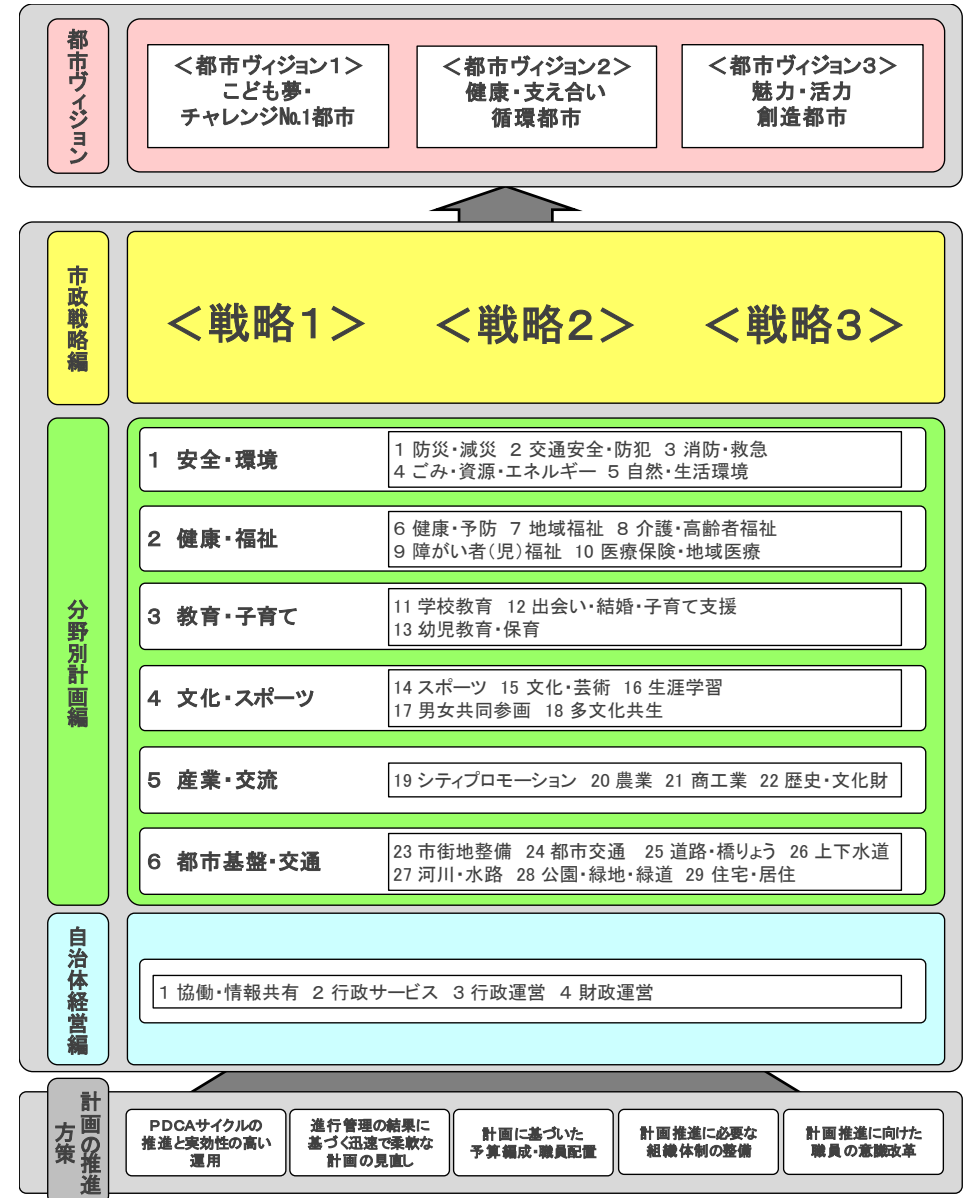 都市ヴィジョン
＜都市ヴィジョン１＞
こども夢・
チャレンジ№1都市
＜都市ヴィジョン２＞
健康・支え合い
循環都市
＜都市ヴィジョン３＞
魅力・活力
創造都市
市政戦略編
＜戦略１＞
＜戦略２＞
＜戦略３＞
分野別計画編
１ 安全・環境
１ 防災・減災 ２ 交通安全・防犯 ３ 消防・救急
４ ごみ・資源・エネルギー ５ 自然・生活環境
２ 健康・福祉
６ 健康・予防 ７ 地域福祉 ８ 介護・高齢者福祉
９ 障がい者（児）福祉 10 医療保険・地域医療
３ 教育・子育て
11 学校教育 12 出会い・結婚・子育て支援
13 幼児教育・保育
４ 文化・スポーツ
14 スポーツ 15 文化・芸術 16 生涯学習
17 男女共同参画 18 多文化共生
５ 産業・交流
19 シティプロモーション 20 農業 21 商工業 22 歴史・文化財
６ 都市基盤・交通
23 市街地整備 24 都市交通 25 道路・橋りょう 26 上下水道
27 河川・水路 28 公園・緑地・緑道 29 住宅・居住
自治体経営編
１ 協働・情報共有 ２ 行政サービス ３ 行政運営 ４ 財政運営
計画の推進
方策
PDCAサイクルの
推進と実効性の高い
運用
進行管理の結果に
基づく迅速で柔軟な
計画の見直し
計画に基づいた
予算編成・職員配置
計画推進に必要な
組織体制の整備
計画推進に向けた
職員の意識改革